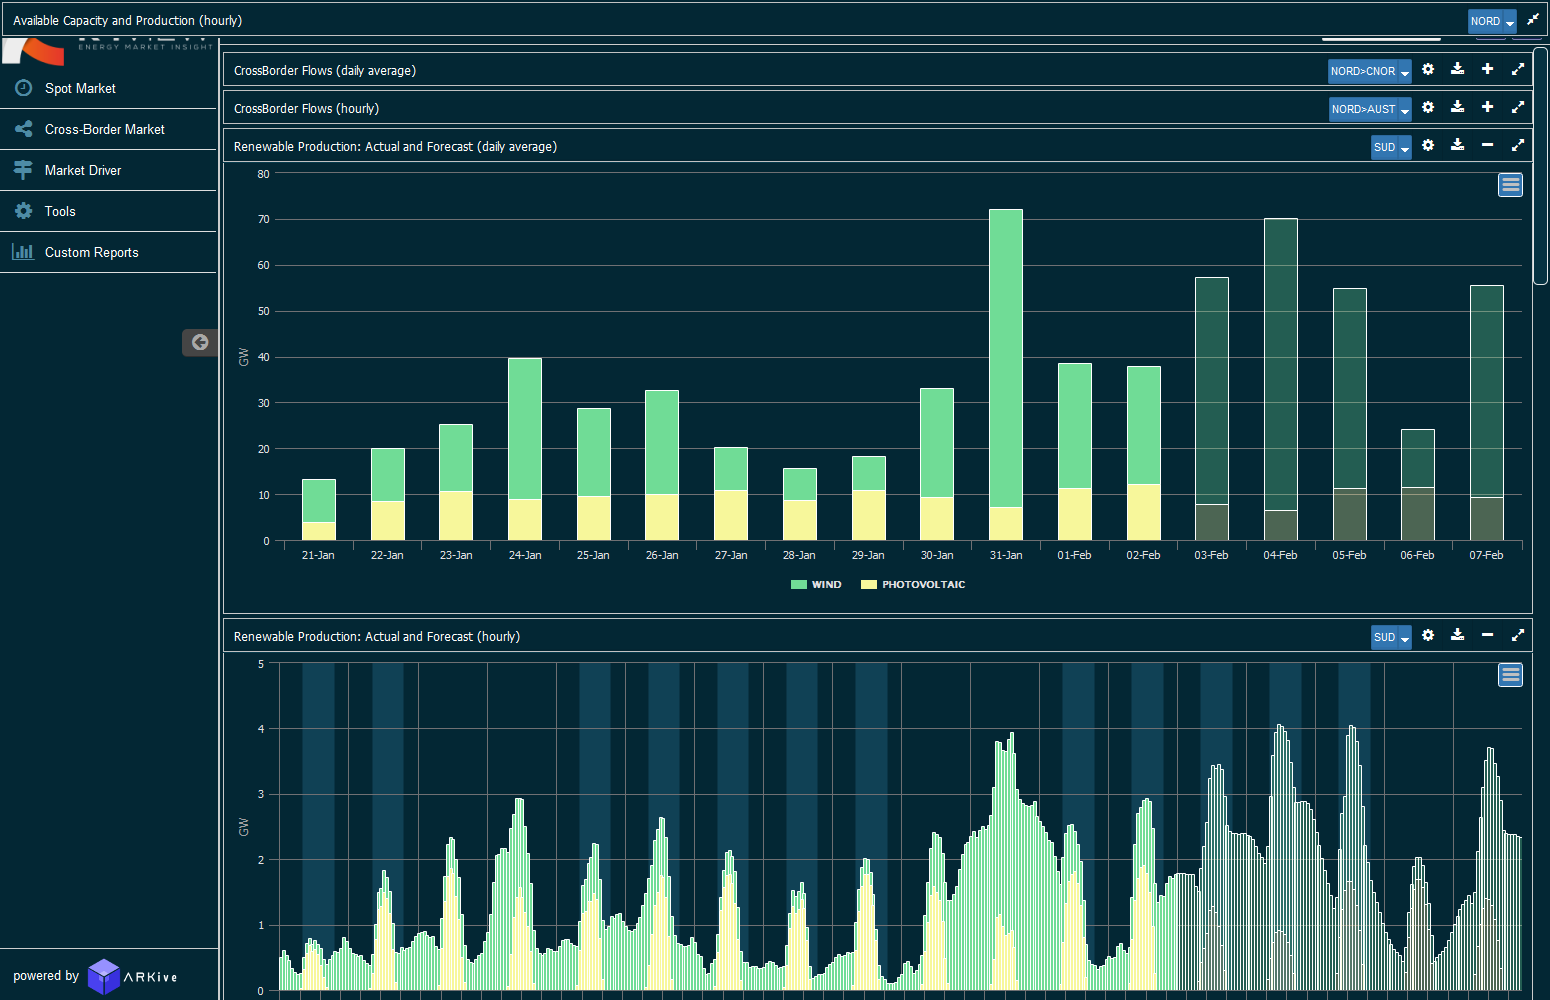 Available Capacity and Production (hourly)
NORD
ENERGY MARKET INSIGHT
Spot Market
Cross-Border Market
Market Driver
Tools
Custom Reports
powered by ARKive
CrossBorder Flows (daily average)
NORD>CNOR
CrossBorder Flows (hourly)
NORD>AUST
Renewable Production: Actual and Forecast (daily average)
SUD
80
70
60
50
40
30
20
10
0
GW
21-Jan 22-Jan 23-Jan 24-Jan 25-Jan 26-Jan 27-Jan 28-Jan 29-Jan 30-Jan 31-Jan 01-Feb 02-Feb 03-Feb 04-Feb 05-Feb 06-Feb 07-Feb
WIND PHOTOVOLTAIC
Renewable Production: Actual and Forecast (hourly)
SUD
5
4
3
2
1
0
GW